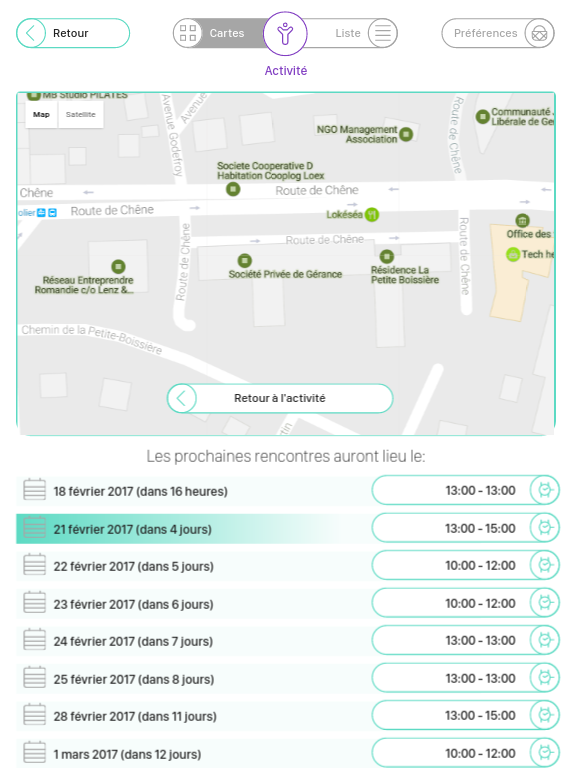 Retour
Cartes
Liste
Préférences
Activité
MB Studio PILATES
Map
Satellite
Avenue Godefroy
Avenue
Route de Chêne
Communauté
Libérale de Ge
NGO Management
Association
Societe Cooperative D
Habitation Cooplog Loex
Chêne
Route de Chêne
olier
Route de Chêne
Lokéséa
Office des
Route de Chêne
Route de Chêne
Route de Chêne
Tech he
Réseau Entreprendre
Romandie c/o Lenz &...
Société Privée de Gérance
Résidence La
Petite Boissière
Chemin de la Petite-Boissière
Retour à l'activité
tin
Les prochaines rencontres auront lieu le:
18 février 2017 (dans 16 heures) 13:00 - 13:00
21 février 2017 (dans 4 jours) 13:00 - 15:00
22 février 2017 (dans 5 jours) 10:00 - 12:00
23 février 2017 (dans 6 jours) 10:00 - 12:00
24 février 2017 (dans 7 jours) 13:00 - 13:00
25 février 2017 (dans 8 jours) 13:00 - 13:00
28 février 2017 (dans 11 jours) 13:00 - 15:00
1 mars 2017 (dans 12 jours) 10:00 - 12:00